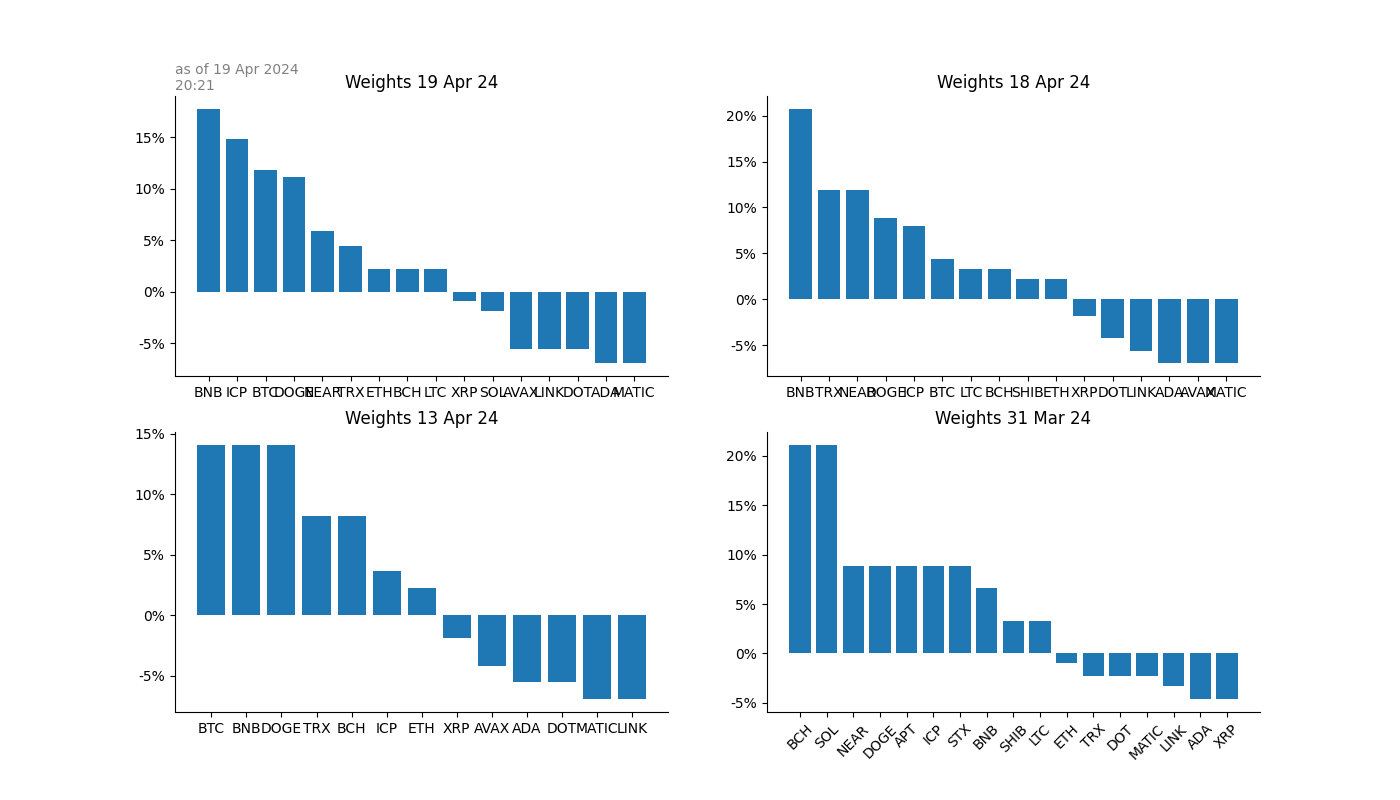 as of 19 Apr 2024
20:21
Weights 19 Apr 24
15%
10%
5%
0%
-5%
BNB ICP BTC DOGE NEAR TRX ETH BCH LTC XRP SOL AVAX LINK DOT ADA MATIC
Weights 18 Apr 24
20%
15%
10%
5%
0%
-5%
BNB TRX NEAR DOGE ICP BTC LTC BCH SHIB ETH XRP DOT LINK ADA AVAX MATIC
Weights 13 Apr 24
15%
10%
5%
0%
-5%
BTC BNB DOGE TRX BCH ICP ETH XRP AVAX ADA DOT MATIC LINK
Weights 31 Mar 24
20%
15%
10%
5%
0%
-5%
BCH SOL NEAR DOGE APT ICP STX BNB SHIB LTC ETH TRX DOT MATIC LINK ADA XRP